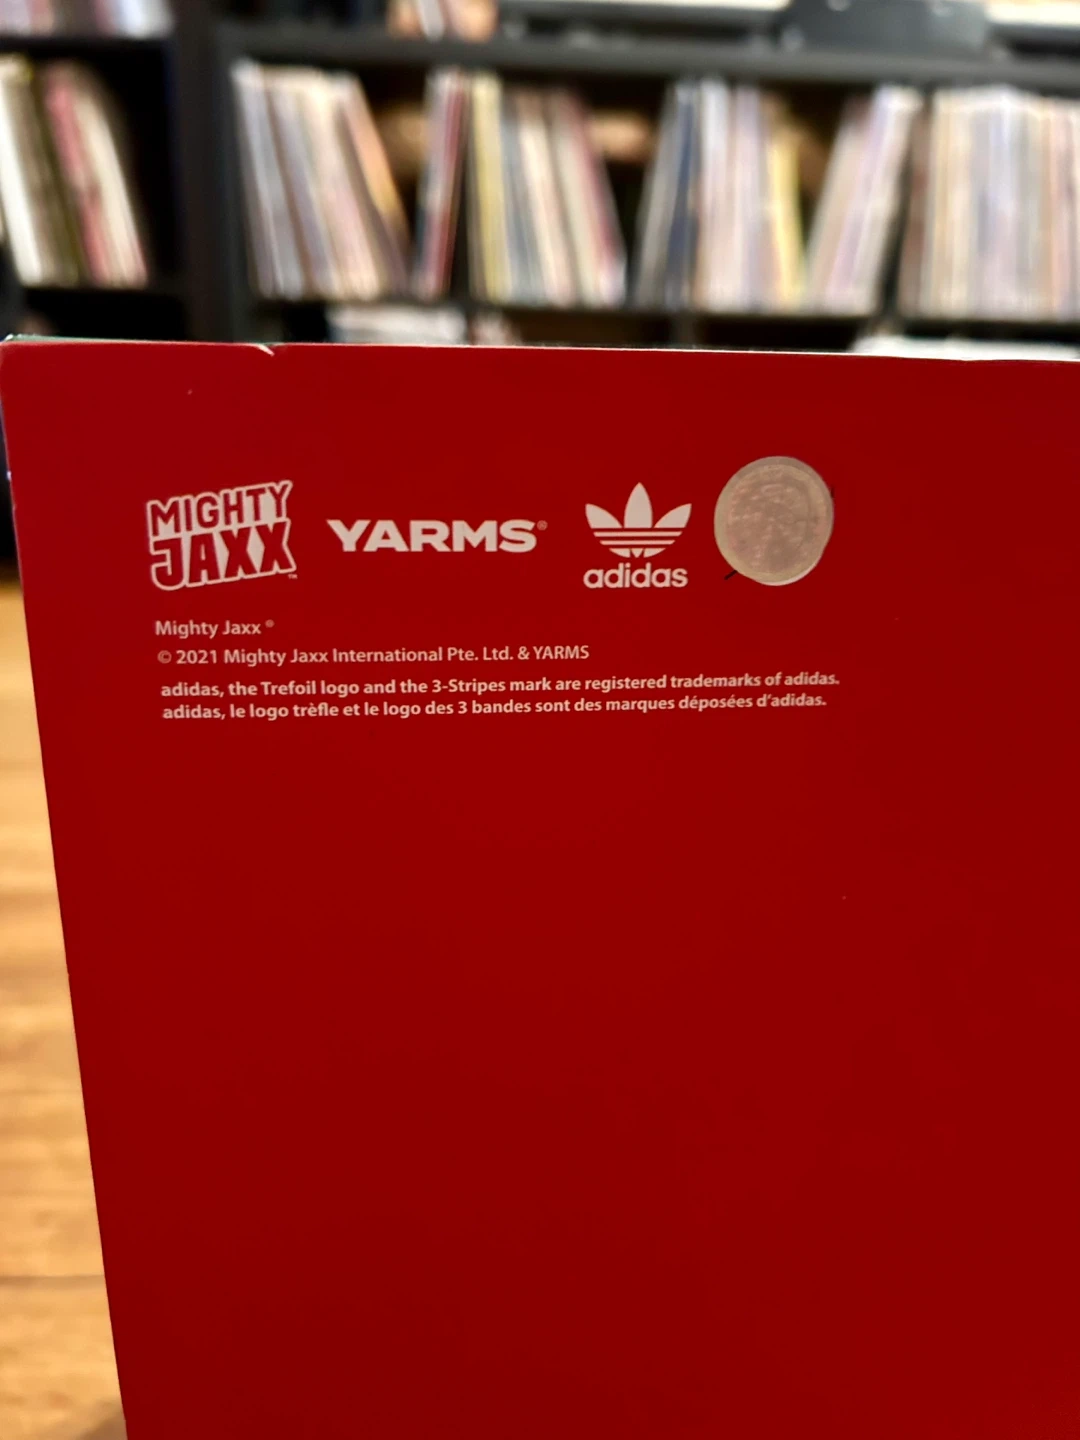 MIGHTY
JAXX™
YARMS®
adidas
Mighty Jaxx ®
© 2021 Mighty Jaxx International Pte. Ltd. & YARMS
adidas, the Trefoil logo and the 3-Stripes mark are registered trademarks of adidas.
adidas, le logo trèfle et le logo des 3 bandes sont des marques déposées d'adidas.